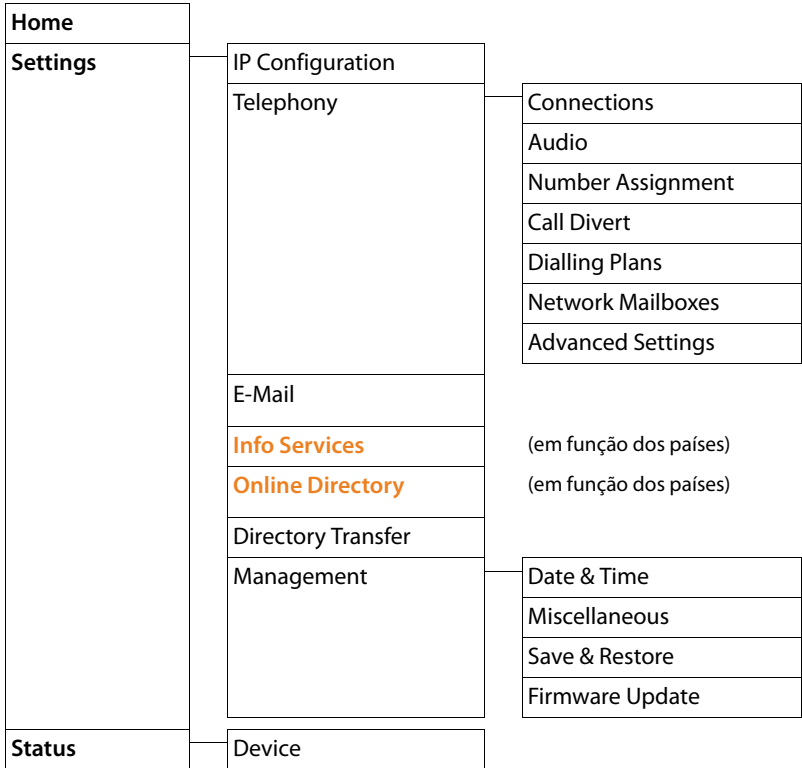 Home
Settings
IP Configuration
Telephony
Connections
Audio
Number Assignment
Call Divert
Dialling Plans
Network Mailboxes
Advanced Settings
E-Mail
Info Services
(em função dos países)
Online Directory
(em função dos países)
Directory Transfer
Management
Date & Time
Miscellaneous
Save & Restore
Firmware Update
Status
Device